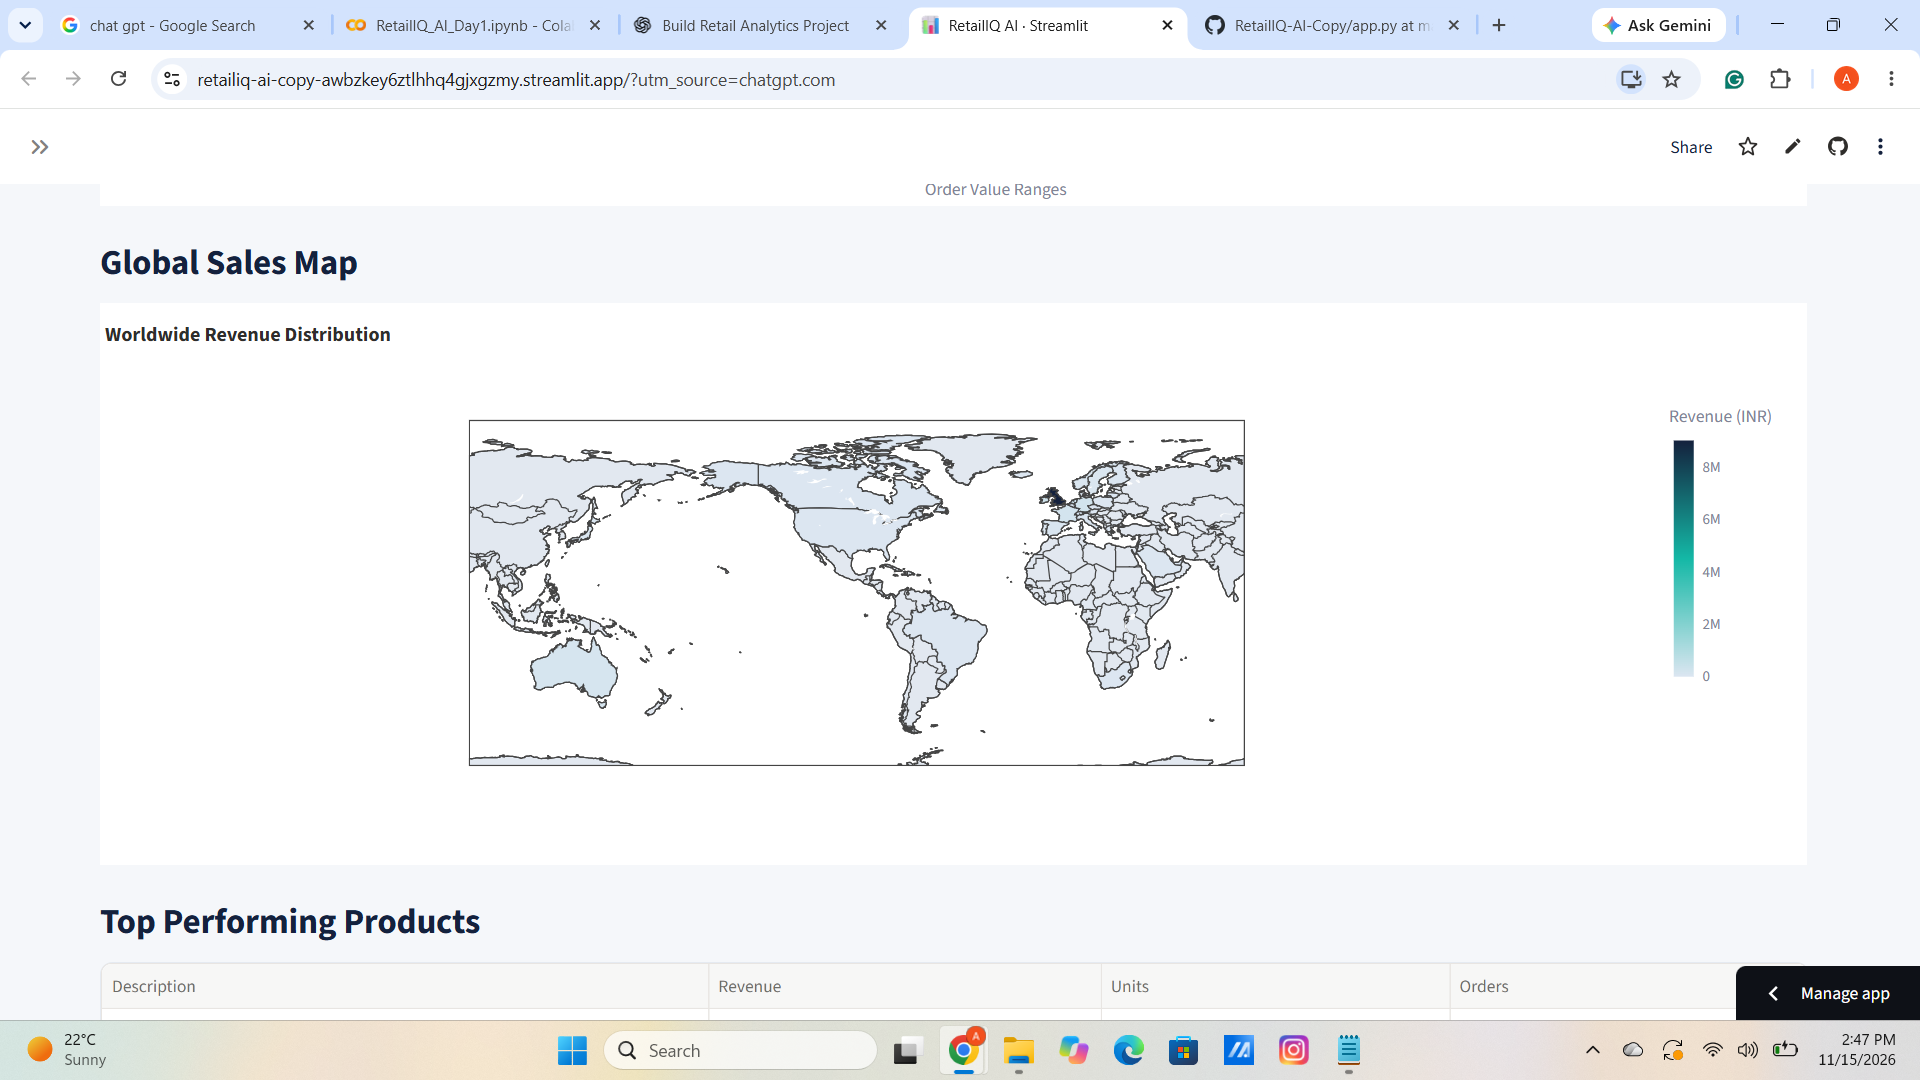 chat gpt - Google Search
RetailIQ_AI_Day1.ipynb - Cola
Build Retail Analytics Project
RetailIQ AI · Streamlit
RetailIQ-AI-Copy/app.py at m
Ask Gemini
retailiq-ai-copy-awbzkey6ztlhhq4gjxgzmy.streamlit.app/?utm_source=chatgpt.com
A
Share
Order Value Ranges
Global Sales Map
Worldwide Revenue Distribution
Revenue (INR)
8M
6M
4M
2M
0
Top Performing Products
Description Revenue Units Orders
Manage app
22°C
Sunny
Search
A
2:47 PM
11/15/2026